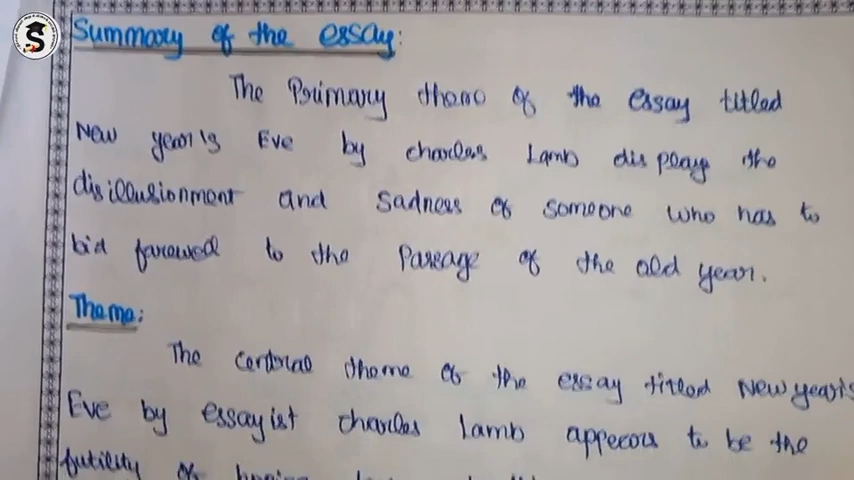 Summary of the essay:
The Primary theme of the essay titled
New year's Eve by charles Lamb display the
disillusionment and sadness of someone who has to
bid farewell to the Passage of the old year.
Theme:
The central theme of the essay titled New year's
Eve by essayist charles Lamb appears to be the
futility of